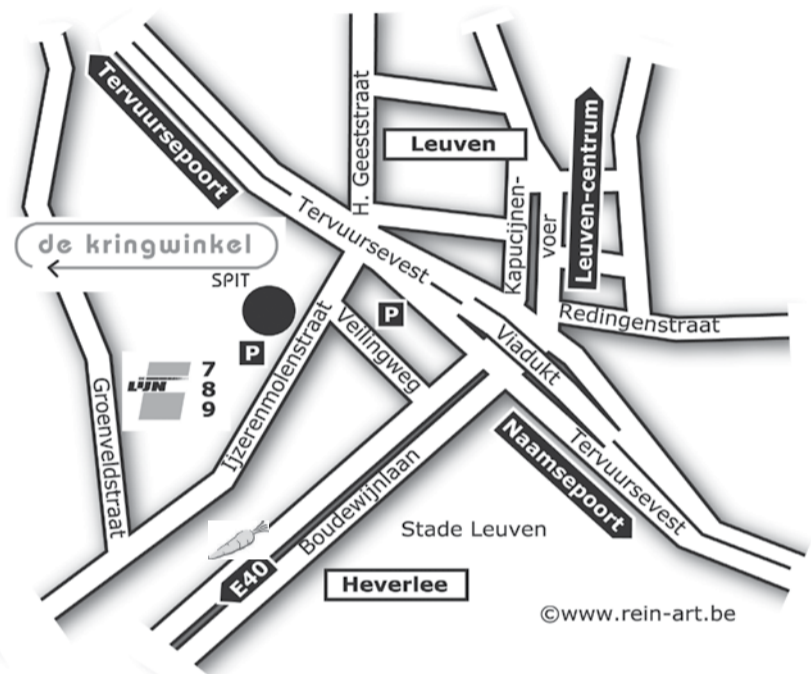 Tervuursepoort
H. Geeststraat
Leuven
Leuven-centrum
Kapucijnen-
voer
de kringwinkel
SPIT
Tervuursevest
P
P
Redingenstraat
Viadukt
Vellingweg
LIJN
7
8
9
Ijzerenmolenstraat
Groenveldstraat
Naamsepoort
Tervuursevest
Boudewijnlaan
Stade Leuven
E40
Heverlee
©www.rein-art.be